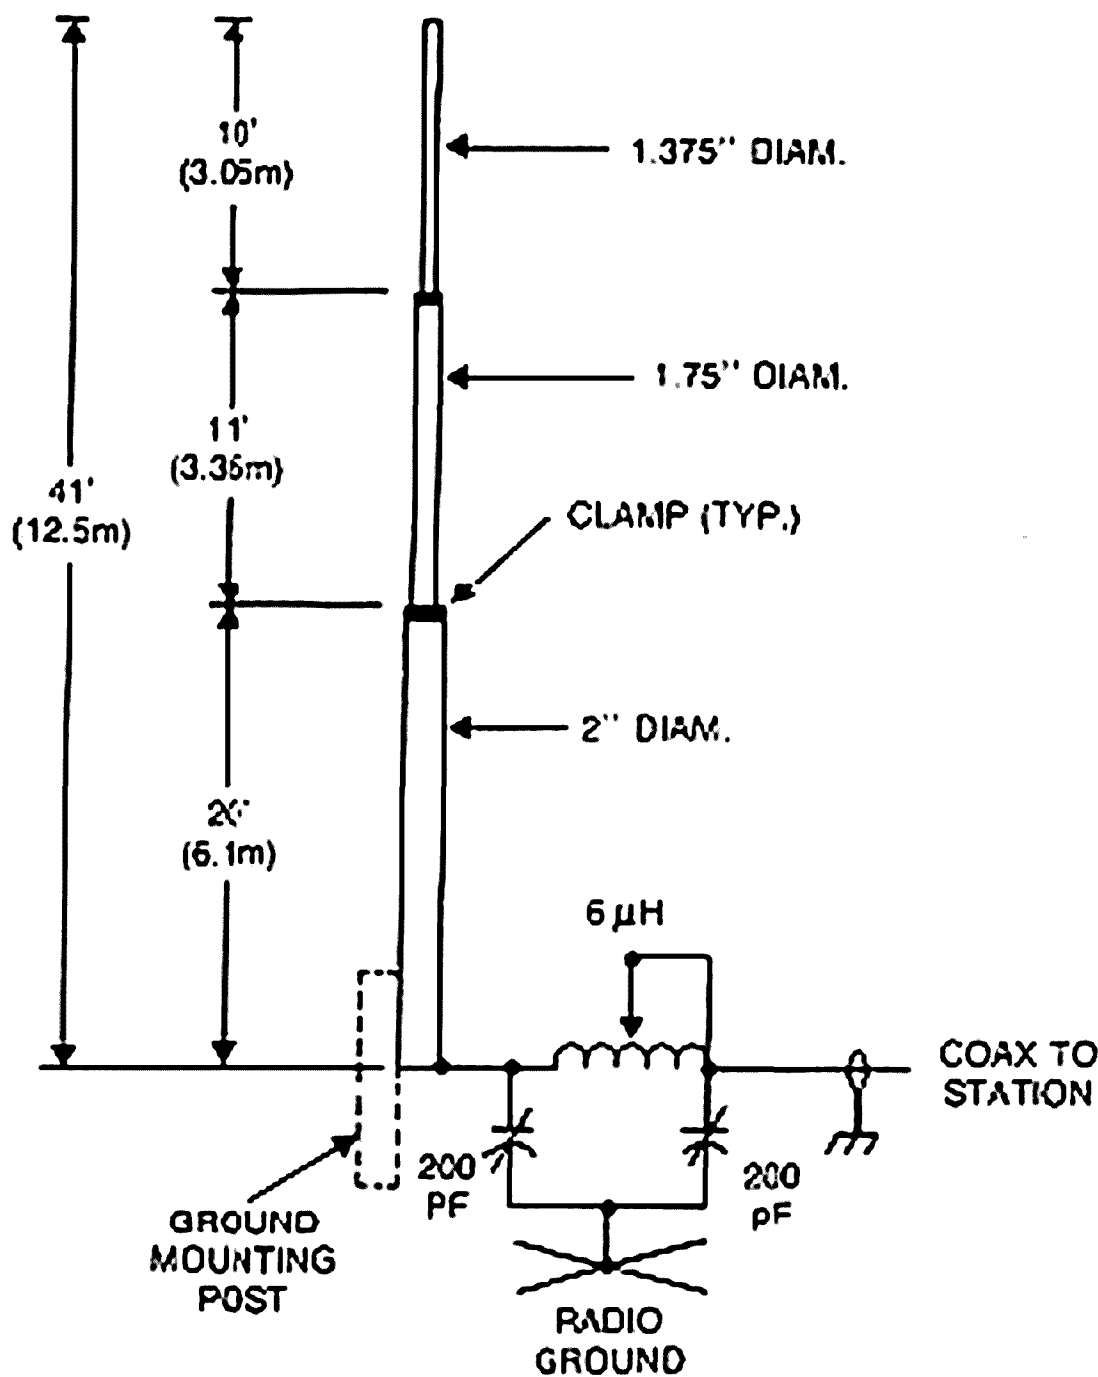 10'
(3.05m)
1.375" DIAM.
1.75" DIAM.
11'
(3.35m)
41'
(12.5m)
CLAMP (TYP.)
2" DIAM.
20'
(6.1m)
6 µH
COAX TO
STATION
200
PF
200
pF
GROUND
MOUNTING
POST
RADIO
GROUND